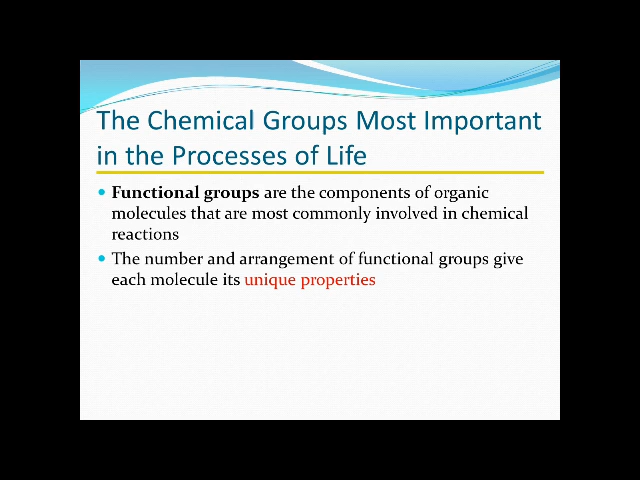 The Chemical Groups Most Important
in the Processes of Life
Functional groups are the components of organic
molecules that are most commonly involved in chemical
reactions
The number and arrangement of functional groups give
each molecule its unique properties